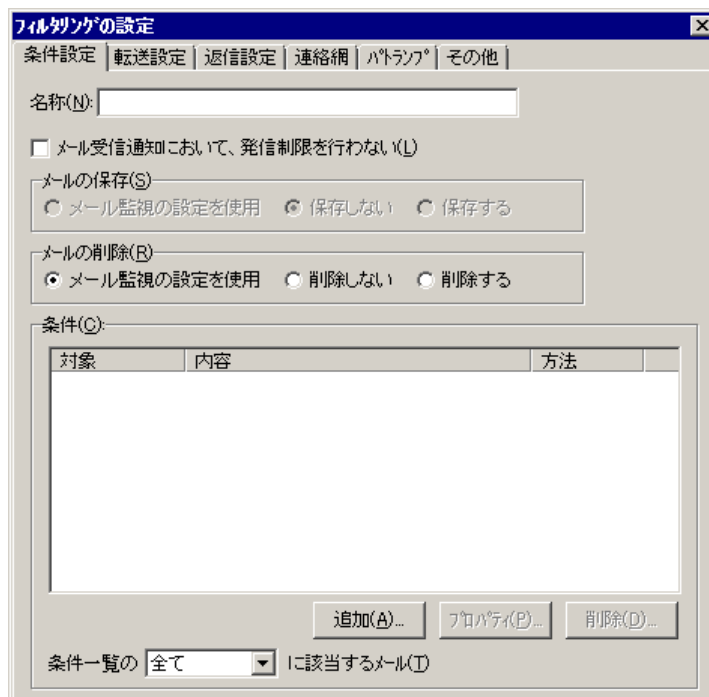 フィルタリングの設定
条件設定 転送設定 返信設定 連絡網 パトランプ その他
名称(N):
メール受信通知において、発信制限を行わない(L)
メールの保存(S)
メール監視の設定を使用 保存しない 保存する
メールの削除(R)
メール監視の設定を使用 削除しない 削除する
条件(C):
対象 内容 方法
追加(A)... プロパティ(P)... 削除(D)...
条件一覧の 全て に該当するメール(T)